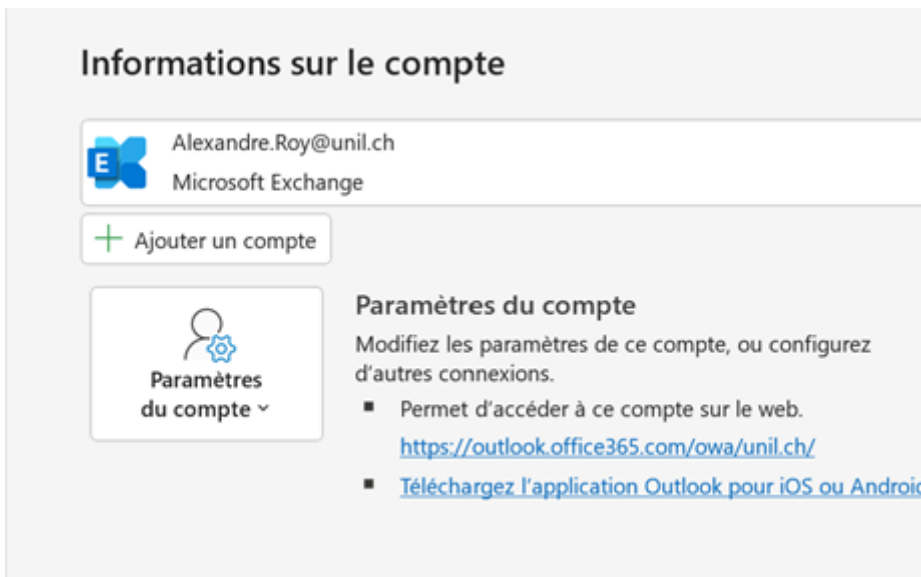 Informations sur le compte
E
Alexandre.Roy@unil.ch
Microsoft Exchange
Ajouter un compte
Paramètres
du compte
Paramètres du compte
Modifiez les paramètres de ce compte, ou configurez
d'autres connexions.
Permet d'accéder à ce compte sur le web.
https://outlook.office365.com/owa/unil.ch/
Téléchargez l'application Outlook pour iOS ou Android